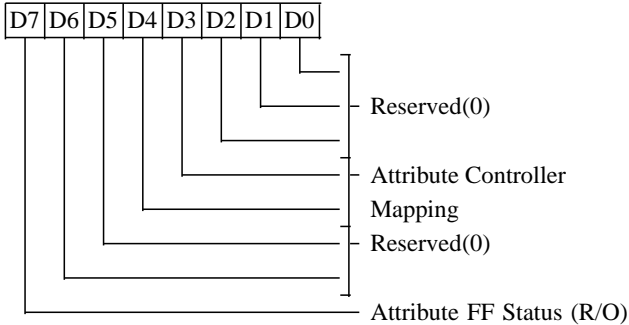 D7 D6 D5 D4 D3 D2 D1 D0
Reserved(0)
Attribute Controller
Mapping
Reserved(0)
Attribute FF Status (R/O)